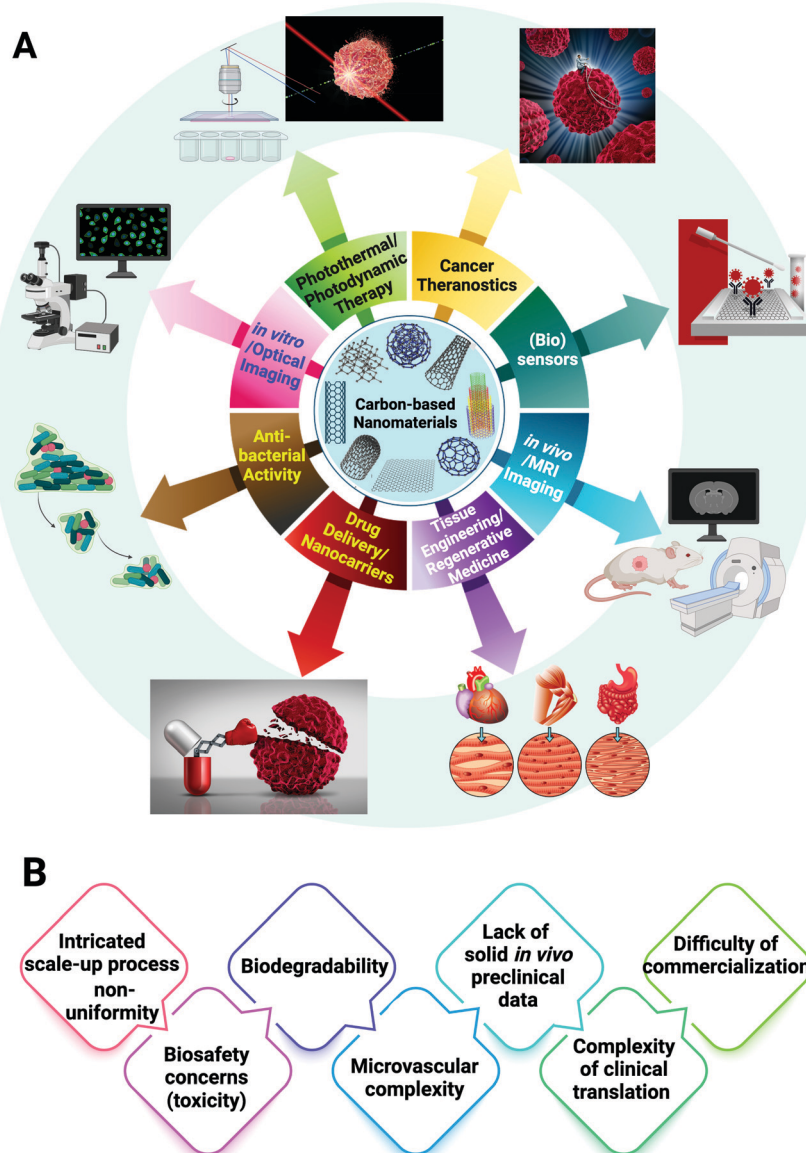 A
Photothermal/
Photodynamic
Therapy
Cancer
Theranostics
in vitro
/Optical
Imaging
(Bio)
sensors
Carbon-based
Nanomaterials
Anti-
bacterial
Activity
in vivo
/MRI
Imaging
Drug
Delivery/
Nanocarriers
Tissue
Engineering/
Regenerative
Medicine
B
Intricated
scale-up process
non-
uniformity
Biosafety
concerns
(toxicity)
Biodegradability
Microvascular
complexity
Lack of
solid in vivo
preclinical
data
Complexity
of clinical
translation
Difficulty of
commercialization